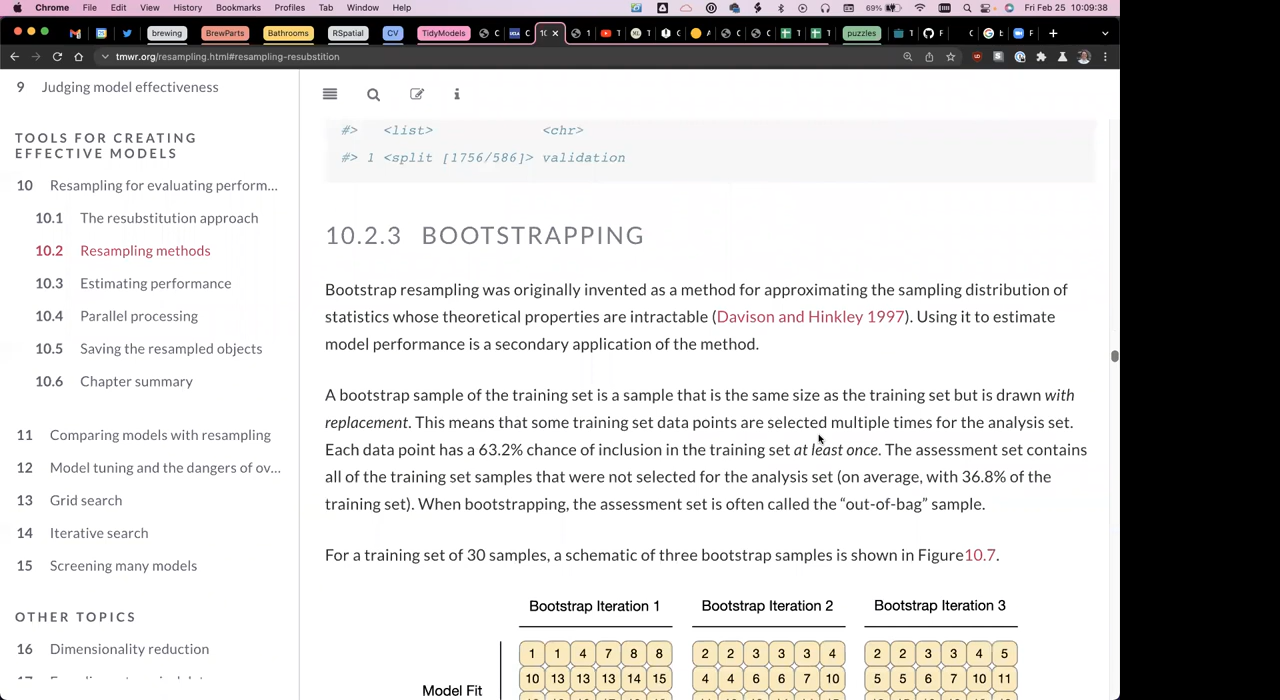 Chrome File Edit View History Bookmarks Profiles Tab Window Help 69% Fri Feb 25 10:09:38
brewing BrewParts Bathrooms RSpatial CV TidyModels puzzles
tmwr.org/resampling.html#resampling-resubstition
9 Judging model effectiveness
TOOLS FOR CREATING
EFFECTIVE MODELS
10 Resampling for evaluating perform...
10.1 The resubstitution approach
10.2 Resampling methods
10.3 Estimating performance
10.4 Parallel processing
10.5 Saving the resampled objects
10.6 Chapter summary
11 Comparing models with resampling
12 Model tuning and the dangers of ov...
13 Grid search
14 Iterative search
15 Screening many models
OTHER TOPICS
16 Dimensionality reduction
#> <list> <chr>
#> 1 <split [1756/586]> validation
10.2.3 BOOTSTRAPPING
Bootstrap resampling was originally invented as a method for approximating the sampling distribution of
statistics whose theoretical properties are intractable (Davison and Hinkley 1997). Using it to estimate
model performance is a secondary application of the method.
A bootstrap sample of the training set is a sample that is the same size as the training set but is drawn with
replacement. This means that some training set data points are selected multiple times for the analysis set.
Each data point has a 63.2% chance of inclusion in the training set at least once. The assessment set contains
all of the training set samples that were not selected for the analysis set (on average, with 36.8% of the
training set). When bootstrapping, the assessment set is often called the “out-of-bag” sample.
For a training set of 30 samples, a schematic of three bootstrap samples is shown in Figure10.7.
Bootstrap Iteration 1 Bootstrap Iteration 2 Bootstrap Iteration 3
1 1 4 7 8 8 2 2 3 3 3 4 2 2 3 3 4 5
10 13 13 13 14 15 4 4 6 6 7 10 5 5 6 7 10 11
Model Fit